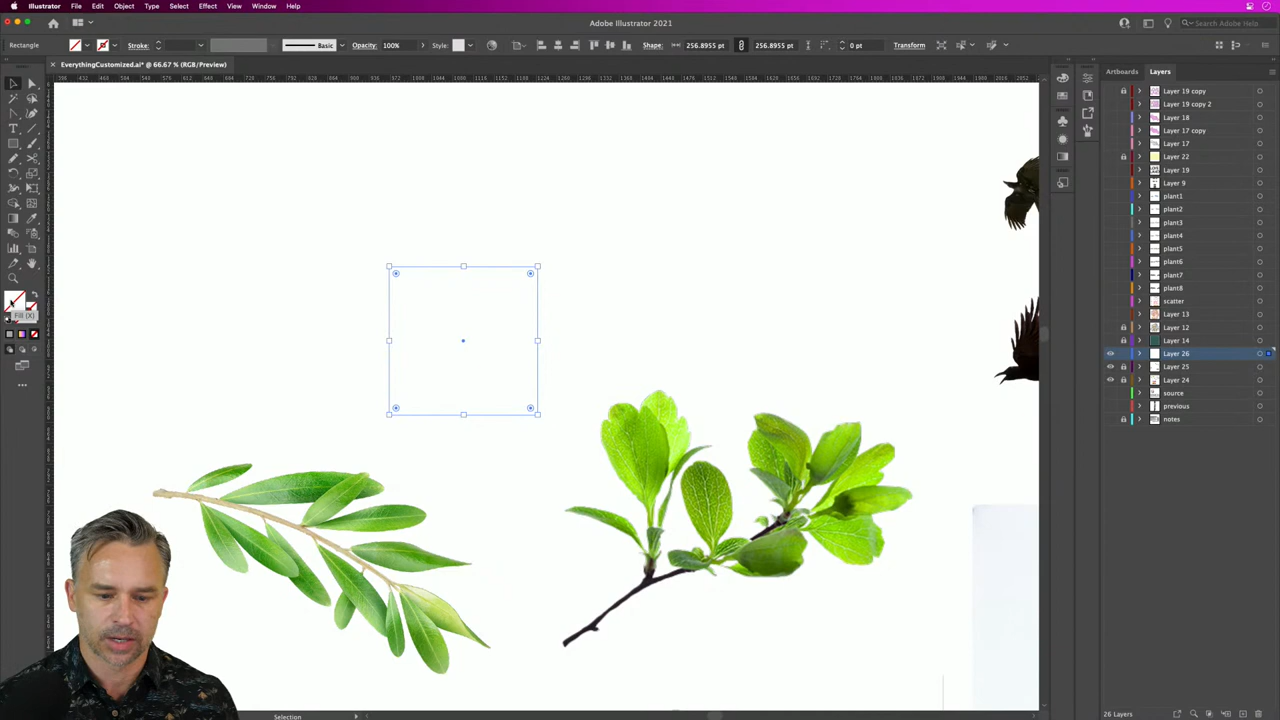 Illustrator File Edit Object Type Select Effect View Window Help
Adobe Illustrator 2021
Search Adobe Help
Rectangle Stroke: Basic Opacity: 100% Style: Shape: 256.8955 pt 256.8955 pt 0 pt Transform
EverythingCustomized.ai* @ 66.67 % (RGB/Preview)
Artboards Layers
Layer 19 copy
Layer 19 copy 2
Layer 18
Layer 17 copy
Layer 17
Layer 22
Layer 19
Layer 9
plant1
plant2
plant3
plant4
plant5
plant6
plant7
plant8
scatter
Layer 13
Layer 12
Layer 14
Layer 26
Layer 25
Layer 24
source
previous
notes
Fill (X)
26 Layers
Selection